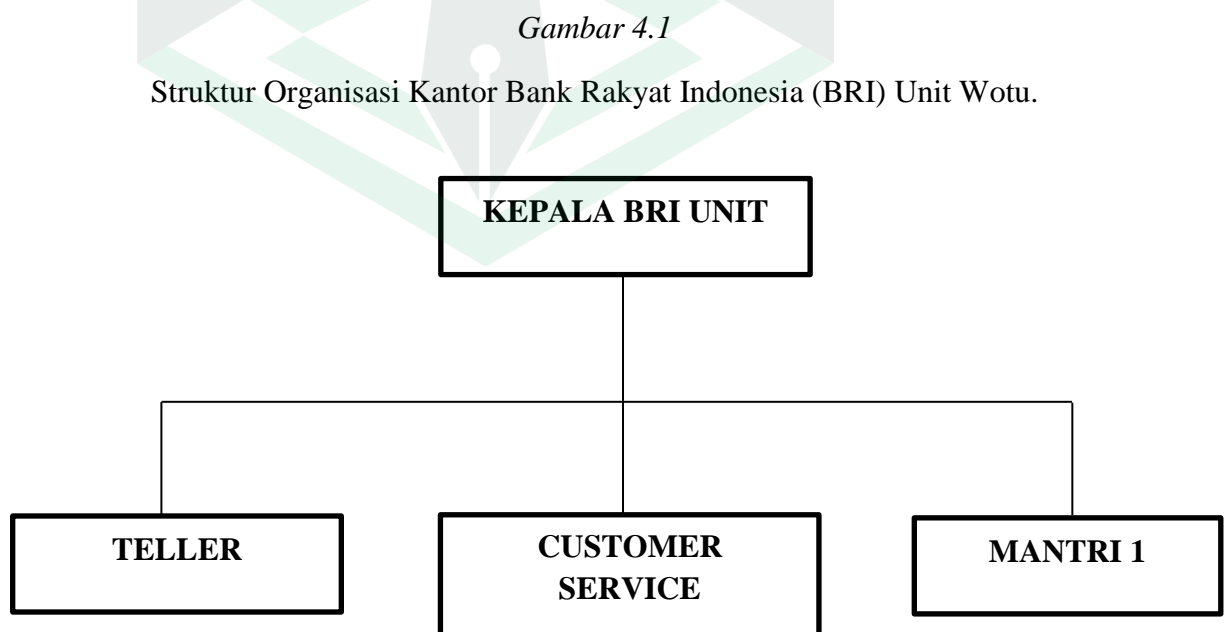 Gambar 4.1
Struktur Organisasi Kantor Bank Rakyat Indonesia (BRI) Unit Wotu.
KEPALA BRI UNIT
TELLER
CUSTOMER
SERVICE
MANTRI 1